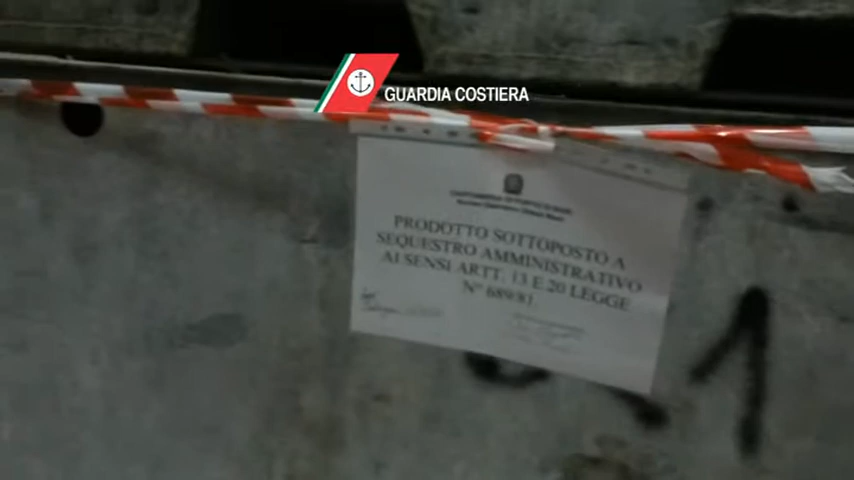 GUARDIA COSTIERA
PRODOTTO SOTTOPOSTO A
SEQUESTRO AMMINISTRATIVO
AI SENSI ARTT. 13 E 20 LEGGE
N° 689/81
1